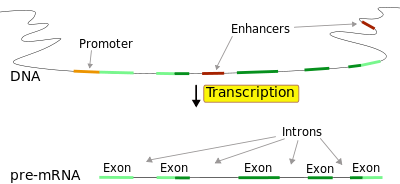 Enhancers
Promoter
DNA
Transcription
Introns
Exon Exon Exon Exon Exon
pre-mRNA